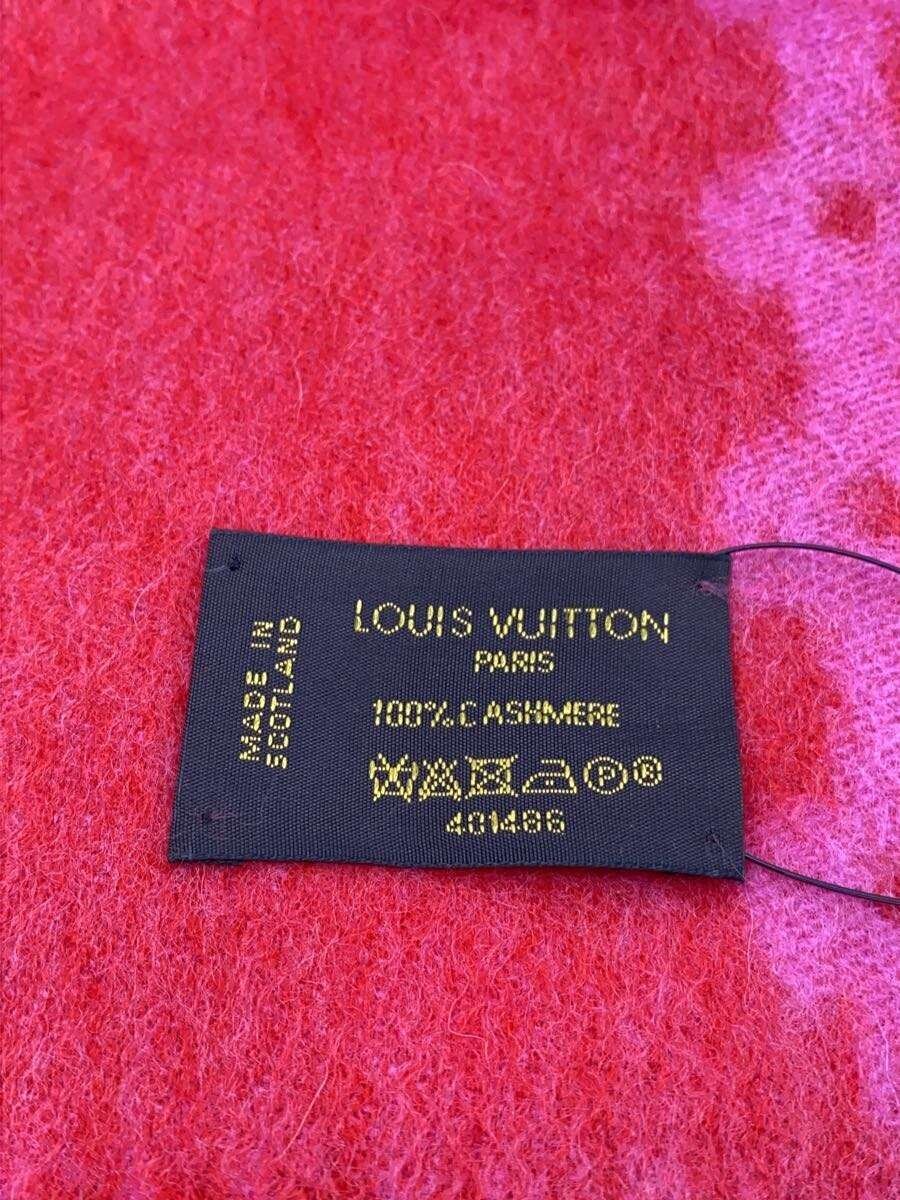 LOUIS VUITTON
PARIS
100%CASHMERE
P R
401486
MADE IN
SCOTLAND